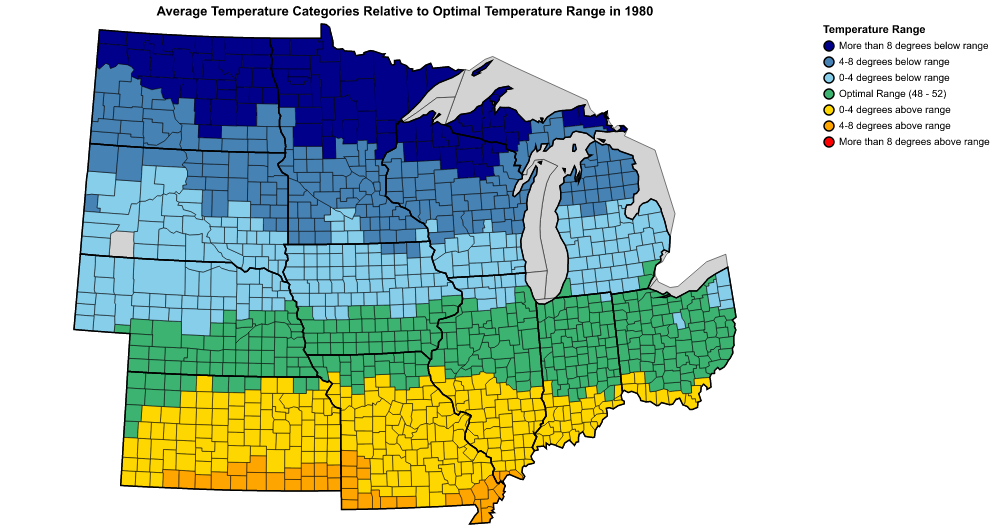 Average Temperature Categories Relative to Optimal Temperature Range in 1980
Temperature Range
More than 8 degrees below range
4-8 degrees below range
0-4 degrees below range
Optimal Range (48 - 52)
0-4 degrees above range
4-8 degrees above range
More than 8 degrees above range